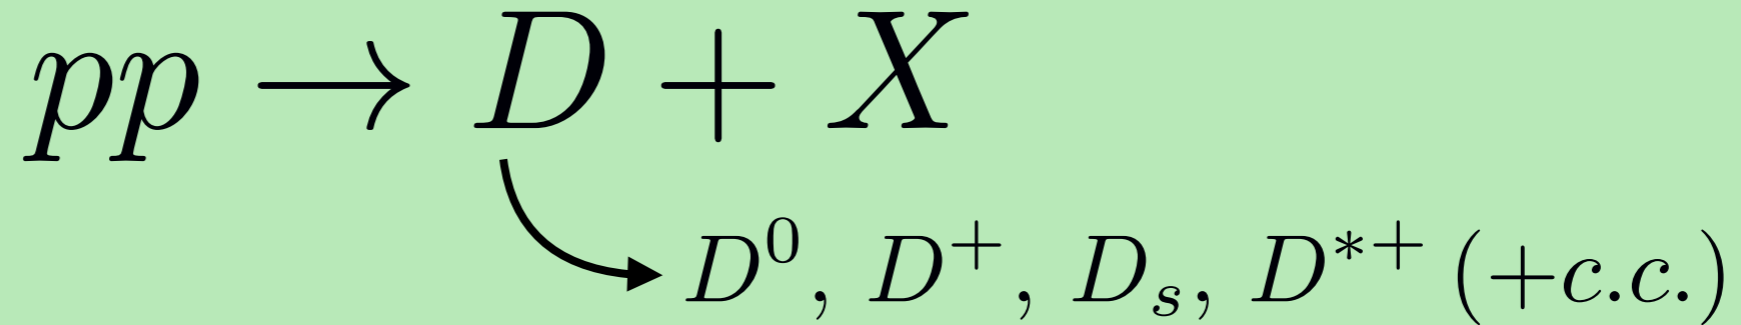 pp → D + X
D⁰, D⁺, Dₛ, D*⁺ (+c.c.)